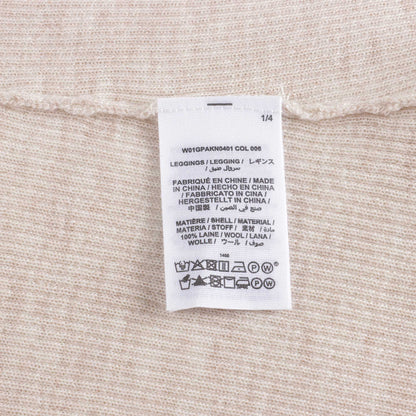 1/4
W01GPAKN0401 COL 006
LEGGINGS / LEGGING / レギンス
/ سروال ضيق
FABRIQUÉ EN CHINE / MADE
IN CHINA / HECHO EN CHINA
/ FABBRICATO IN CINA /
HERGESTELLT IN CHINA /
中国製 / صنع في الصين
MATIÈRE / SHELL / MATERIAL /
MATERIA / STOFF / 素材 / مادة
100% LAINE / WOOL / LANA /
WOLLE / ウール / صوف
1486
P W
P W